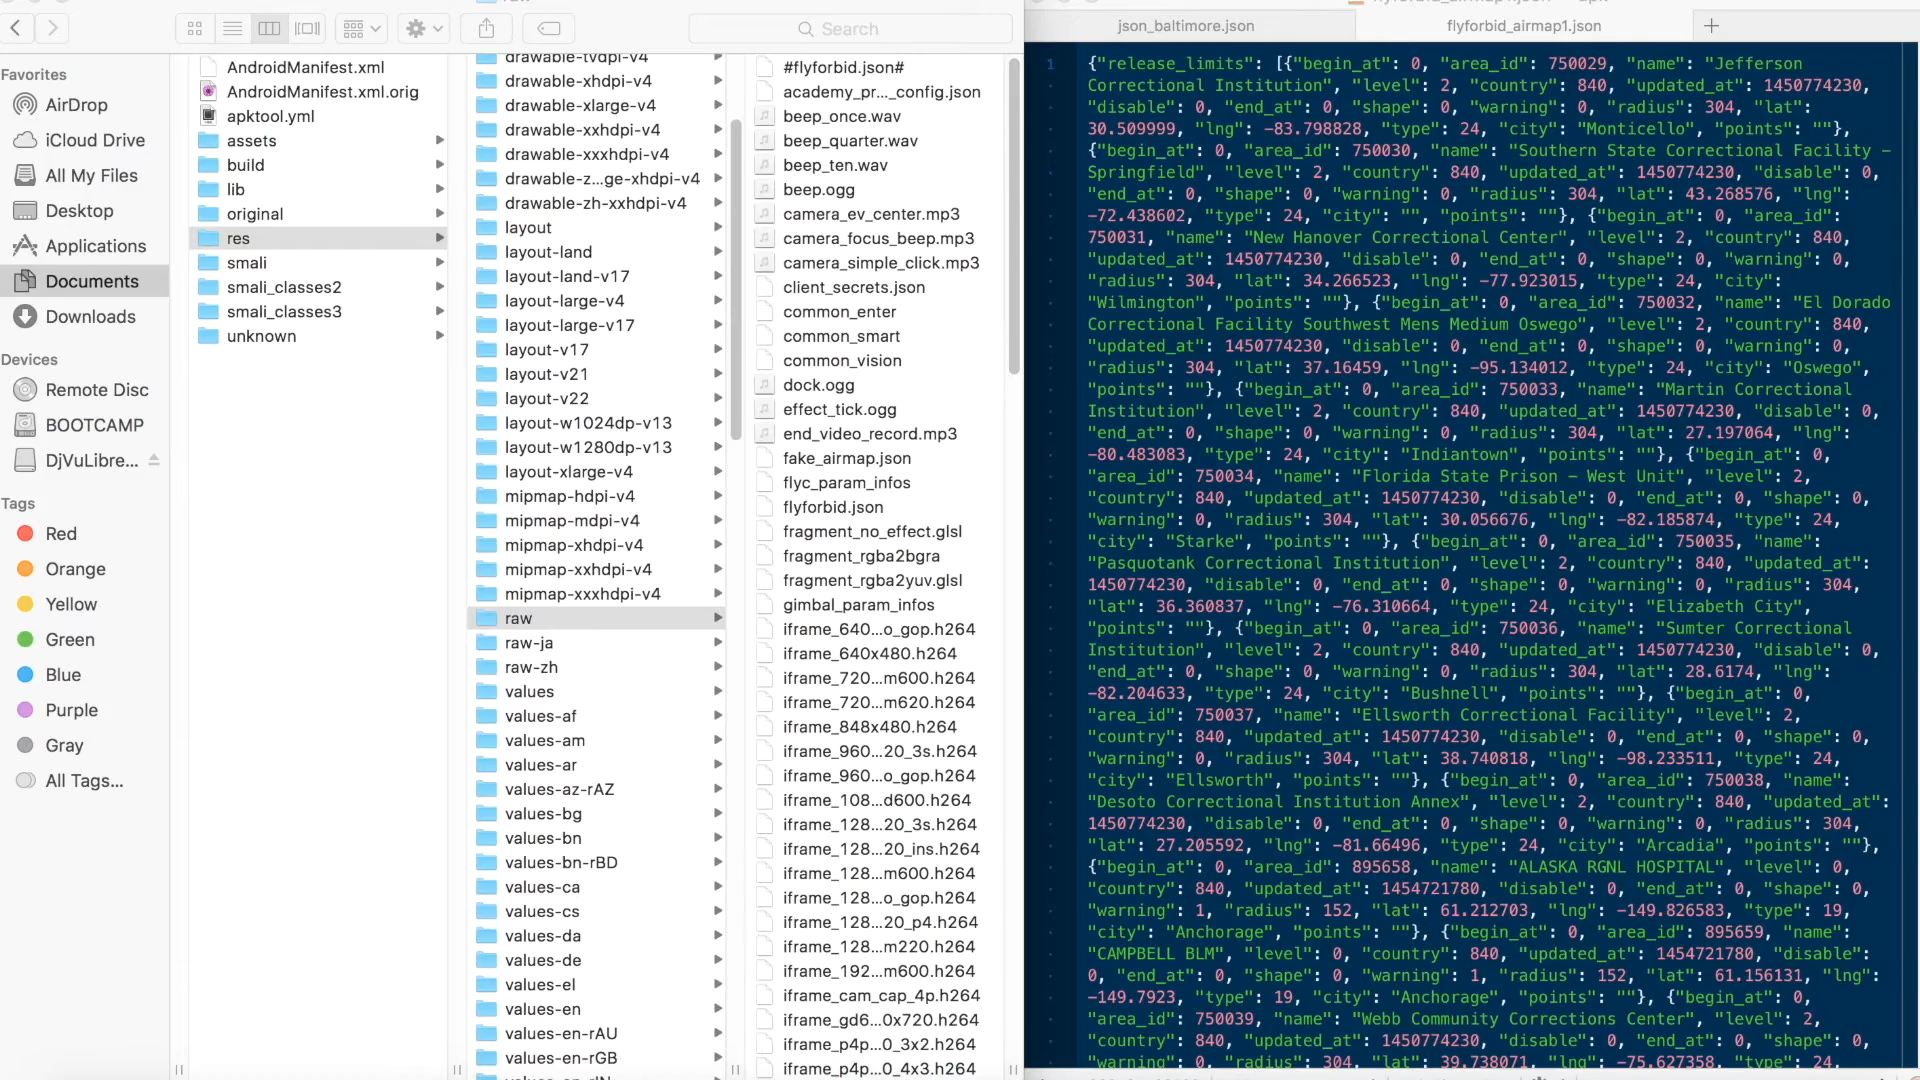 Search
Favorites
AirDrop
iCloud Drive
All My Files
Desktop
Applications
Documents
Downloads
Devices
Remote Disc
BOOTCAMP
DjVuLibre...
Tags
Red
Orange
Yellow
Green
Blue
Purple
Gray
All Tags...
AndroidManifest.xml
AndroidManifest.xml.orig
apktool.yml
assets
build
lib
original
res
smali
smali_classes2
smali_classes3
unknown
drawable-tvdpi-v4
drawable-xhdpi-v4
drawable-xlarge-v4
drawable-xxhdpi-v4
drawable-xxxhdpi-v4
drawable-z...ge-xhdpi-v4
drawable-zh-xxhdpi-v4
layout
layout-land
layout-land-v17
layout-large-v4
layout-large-v17
layout-v17
layout-v21
layout-v22
layout-w1024dp-v13
layout-w1280dp-v13
layout-xlarge-v4
mipmap-hdpi-v4
mipmap-mdpi-v4
mipmap-xhdpi-v4
mipmap-xxhdpi-v4
mipmap-xxxhdpi-v4
raw
raw-ja
raw-zh
values
values-af
values-am
values-ar
values-az-rAZ
values-bg
values-bn
values-bn-rBD
values-ca
values-cs
values-da
values-de
values-el
values-en
values-en-rAU
values-en-rGB
#flyforbid.json#
academy_pr..._config.json
beep_once.wav
beep_quarter.wav
beep_ten.wav
beep.ogg
camera_ev_center.mp3
camera_focus_beep.mp3
camera_simple_click.mp3
client_secrets.json
common_enter
common_smart
common_vision
dock.ogg
effect_tick.ogg
end_video_record.mp3
fake_airmap.json
flyc_param_infos
flyforbid.json
fragment_no_effect.glsl
fragment_rgba2bgra
fragment_rgba2yuv.glsl
gimbal_param_infos
iframe_640...o_gop.h264
iframe_640x480.h264
iframe_720...m600.h264
iframe_720...m620.h264
iframe_848x480.h264
iframe_960...20_3s.h264
iframe_960...o_gop.h264
iframe_108...d600.h264
iframe_128...20_3s.h264
iframe_128...20_ins.h264
iframe_128...m600.h264
iframe_128...o_gop.h264
iframe_128...20_p4.h264
iframe_128...m220.h264
iframe_192...m600.h264
iframe_cam_cap_4p.h264
iframe_gd6...0x720.h264
iframe_p4p...0_3x2.h264
iframe_p4p...0_4x3.h264
json_baltimore.json
flyforbid_airmap1.json
1
{"release_limits": [{"begin_at": 0, "area_id": 750029, "name": "Jefferson
Correctional Institution", "level": 2, "country": 840, "updated_at": 1450774230,
"disable": 0, "end_at": 0, "shape": 0, "warning": 0, "radius": 304, "lat":
30.509999, "lng": -83.798828, "type": 24, "city": "Monticello", "points": ""},
{"begin_at": 0, "area_id": 750030, "name": "Southern State Correctional Facility -
Springfield", "level": 2, "country": 840, "updated_at": 1450774230, "disable": 0,
"end_at": 0, "shape": 0, "warning": 0, "radius": 304, "lat": 43.268576, "lng":
-72.438602, "type": 24, "city": "", "points": ""}, {"begin_at": 0, "area_id":
750031, "name": "New Hanover Correctional Center", "level": 2, "country": 840,
"updated_at": 1450774230, "disable": 0, "end_at": 0, "shape": 0, "warning": 0,
"radius": 304, "lat": 34.266523, "lng": -77.923015, "type": 24, "city":
"Wilmington", "points": ""}, {"begin_at": 0, "area_id": 750032, "name": "El Dorado
Correctional Facility Southwest Mens Medium Oswego", "level": 2, "country": 840,
"updated_at": 1450774230, "disable": 0, "end_at": 0, "shape": 0, "warning": 0,
"radius": 304, "lat": 37.16459, "lng": -95.134012, "type": 24, "city": "Oswego",
"points": ""}, {"begin_at": 0, "area_id": 750033, "name": "Martin Correctional
Institution", "level": 2, "country": 840, "updated_at": 1450774230, "disable": 0,
"end_at": 0, "shape": 0, "warning": 0, "radius": 304, "lat": 27.197064, "lng":
-80.483083, "type": 24, "city": "Indiantown", "points": ""}, {"begin_at": 0,
"area_id": 750034, "name": "Florida State Prison - West Unit", "level": 2,
"country": 840, "updated_at": 1450774230, "disable": 0, "end_at": 0, "shape": 0,
"warning": 0, "radius": 304, "lat": 30.056676, "lng": -82.185874, "type": 24,
"city": "Starke", "points": ""}, {"begin_at": 0, "area_id": 750035, "name":
"Pasquotank Correctional Institution", "level": 2, "country": 840, "updated_at":
1450774230, "disable": 0, "end_at": 0, "shape": 0, "warning": 0, "radius": 304,
"lat": 36.360837, "lng": -76.310664, "type": 24, "city": "Elizabeth City",
"points": ""}, {"begin_at": 0, "area_id": 750036, "name": "Sumter Correctional
Institution", "level": 2, "country": 840, "updated_at": 1450774230, "disable": 0,
"end_at": 0, "shape": 0, "warning": 0, "radius": 304, "lat": 28.6174, "lng":
-82.204633, "type": 24, "city": "Bushnell", "points": ""}, {"begin_at": 0,
"area_id": 750037, "name": "Ellsworth Correctional Facility", "level": 2,
"country": 840, "updated_at": 1450774230, "disable": 0, "end_at": 0, "shape": 0,
"warning": 0, "radius": 304, "lat": 38.740818, "lng": -98.233511, "type": 24,
"city": "Ellsworth", "points": ""}, {"begin_at": 0, "area_id": 750038, "name":
"Desoto Correctional Institution Annex", "level": 2, "country": 840, "updated_at":
1450774230, "disable": 0, "end_at": 0, "shape": 0, "warning": 0, "radius": 304,
"lat": 27.205592, "lng": -81.66496, "type": 24, "city": "Arcadia", "points": ""},
{"begin_at": 0, "area_id": 895658, "name": "ALASKA RGNL HOSPITAL", "level": 0,
"country": 840, "updated_at": 1454721780, "disable": 0, "end_at": 0, "shape": 0,
"warning": 1, "radius": 152, "lat": 61.212703, "lng": -149.826583, "type": 19,
"city": "Anchorage", "points": ""}, {"begin_at": 0, "area_id": 895659, "name":
"CAMPBELL BLM", "level": 0, "country": 840, "updated_at": 1454721780, "disable":
0, "end_at": 0, "shape": 0, "warning": 1, "radius": 152, "lat": 61.156131, "lng":
-149.7923, "type": 19, "city": "Anchorage", "points": ""}, {"begin_at": 0,
"area_id": 750039, "name": "Webb Community Corrections Center", "level": 2,
"country": 840, "updated_at": 1450774230, "disable": 0, "end_at": 0, "shape": 0,
"warning": 0, "radius": 304, "lat": 39.738071, "lng": -75.627358, "type": 24,